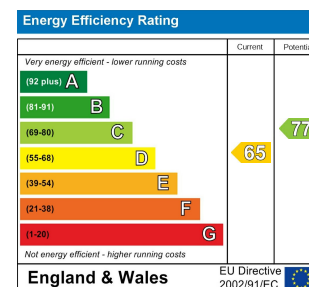 Energy Efficiency Rating
Current Potenti
Very energy efficient - lower running costs
(92 plus) A
(81-91) B
(69-80) C
77
(55-68) D
65
(39-54) E
(21-38) F
(1-20) G
Not energy efficient - higher running costs
England & Wales
EU Directive
2002/91/EC